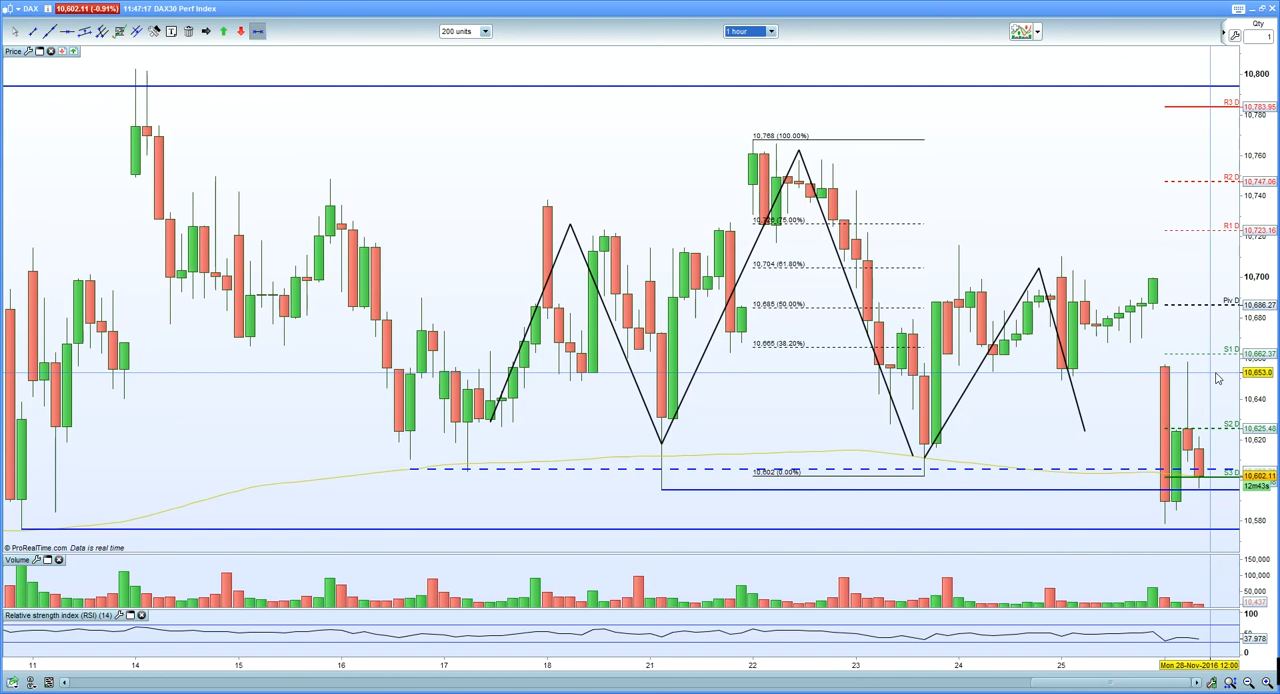 DAX 10,602.11 (-0.91%) 11:47:17 DAX30 Perf Index
200 units
1 hour
Qty
1
Price
10,800
R3 D
10,783.95
10,780
10,768 (100.00%)
10,760
R2 D
10,747.06
10,740
R1 D
10,723.16
10,704 (61.80%)
10,700
Piv D
10,686.27
10,685 (50.00%)
10,680
10,665 (38.20%)
S1 D
10,662.37
10,653.0
10,640
S2 D
10,625.48
10,620
10,602 (0.00%)
S3 D
10,602.11
12m43s
10,580
© ProRealTime.com Data is real time
Volume
150,000
100,000
50,000
10,437
Relative strength index (RSI) (14)
100
37.978
0
11 14 15 16 17 18 21 22 23 24 25 Mon 28-Nov-2016 12:00